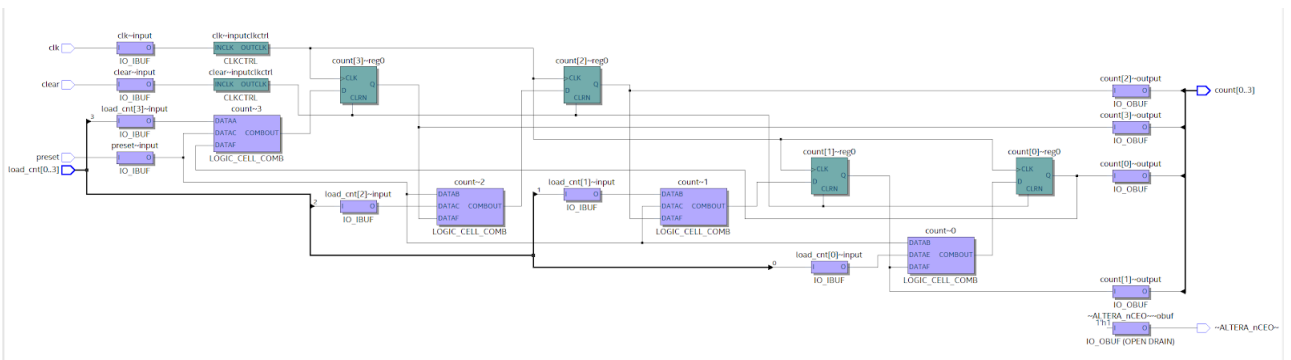 clk
clk~input
I O
IO_IBUF
clk~inputclkctrl
INCLK OUTCLK
CLKCTRL
clear
clear~input
I O
IO_IBUF
clear~inputclkctrl
INCLK OUTCLK
CLKCTRL
3
load_cnt[3]~input
I O
IO_IBUF
preset
preset~input
I O
IO_IBUF
load_cnt[0..3]
count~3
DATAA
DATAC COMBOUT
DATAF
LOGIC_CELL_COMB
count[3]~reg0
CLK
D Q
CLRN
2
load_cnt[2]~input
I O
IO_IBUF
count~2
DATAB
DATAC COMBOUT
DATAF
LOGIC_CELL_COMB
count[2]~reg0
CLK
D Q
CLRN
1
load_cnt[1]~input
I O
IO_IBUF
count~1
DATAB
DATAC COMBOUT
DATAF
LOGIC_CELL_COMB
count[1]~reg0
CLK
D Q
CLRN
0
load_cnt[0]~input
I O
IO_IBUF
count~0
DATAB
DATAE COMBOUT
DATAF
LOGIC_CELL_COMB
count[0]~reg0
CLK
D Q
CLRN
count[2]~output
I O
IO_OBUF
count[3]~output
I O
IO_OBUF
count[0]~output
I O
IO_OBUF
count[1]~output
I O
IO_OBUF
count[0..3]
~ALTERA_nCEO~~obuf
1'h1
I O
IO_OBUF (OPEN DRAIN)
~ALTERA_nCEO~